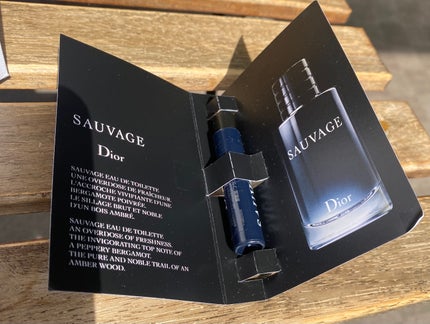 SAUVAGE
Dior
SAUVAGE EAU DE TOILETTE
UNE OVERDOSE DE FRAÎCHEUR.
L'ACCROCHE VIVIFIANTE D'UNE
BERGAMOTE POIVRÉE.
LE SILLAGE BRUT ET NOBLE
D'UN BOIS AMBRÉ.
SAUVAGE EAU DE TOILETTE
AN OVERDOSE OF FRESHNESS.
THE INVIGORATING TOP NOTE OF
A PEPPERY BERGAMOT.
THE PURE AND NOBLE TRAIL OF AN
AMBER WOOD.
SAUVAGE
Dior